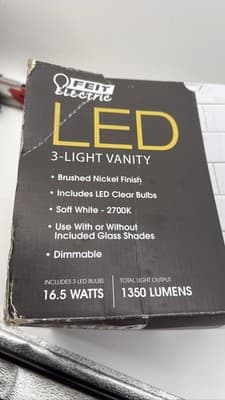 FEIT
Electric
LED
3-LIGHT VANITY
• Brushed Nickel Finish
• Includes LED Clear Bulbs
• Soft White - 2700K
• Use With or Without
Included Glass Shades
• Dimmable
INCLUDES 3 LED BULBS
16.5 WATTS
TOTAL LIGHT OUTPUT
1350 LUMENS